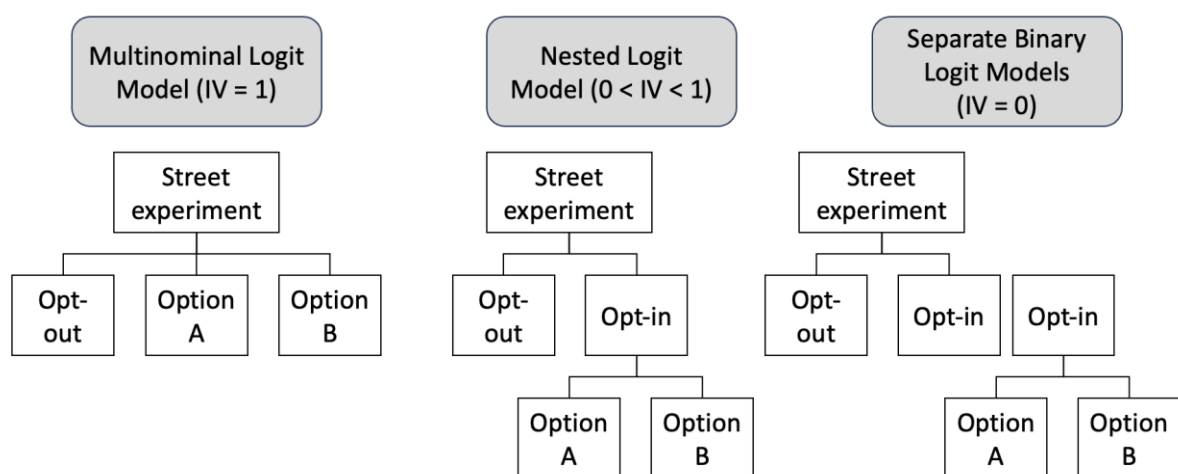 Multinominal Logit
Model (IV = 1)
Nested Logit
Model (0 < IV < 1)
Separate Binary
Logit Models
(IV = 0)
Street
experiment
Opt-
out
Option
A
Option
B
Street
experiment
Opt-
out
Opt-in
Option
A
Option
B
Street
experiment
Opt-
out
Opt-in
Opt-in
Option
A
Option
B